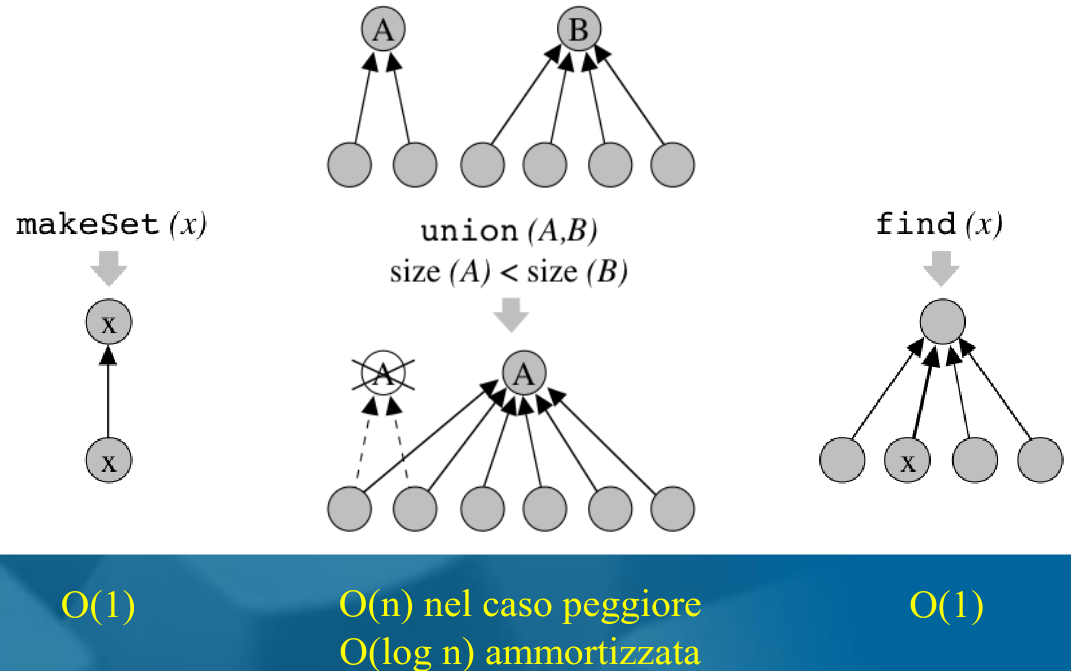 A
B
makeSet (x)
union (A,B)
size (A) < size (B)
find (x)
x
x
A
A
x
O(1)
O(n) nel caso peggiore
O(log n) ammortizzata
O(1)